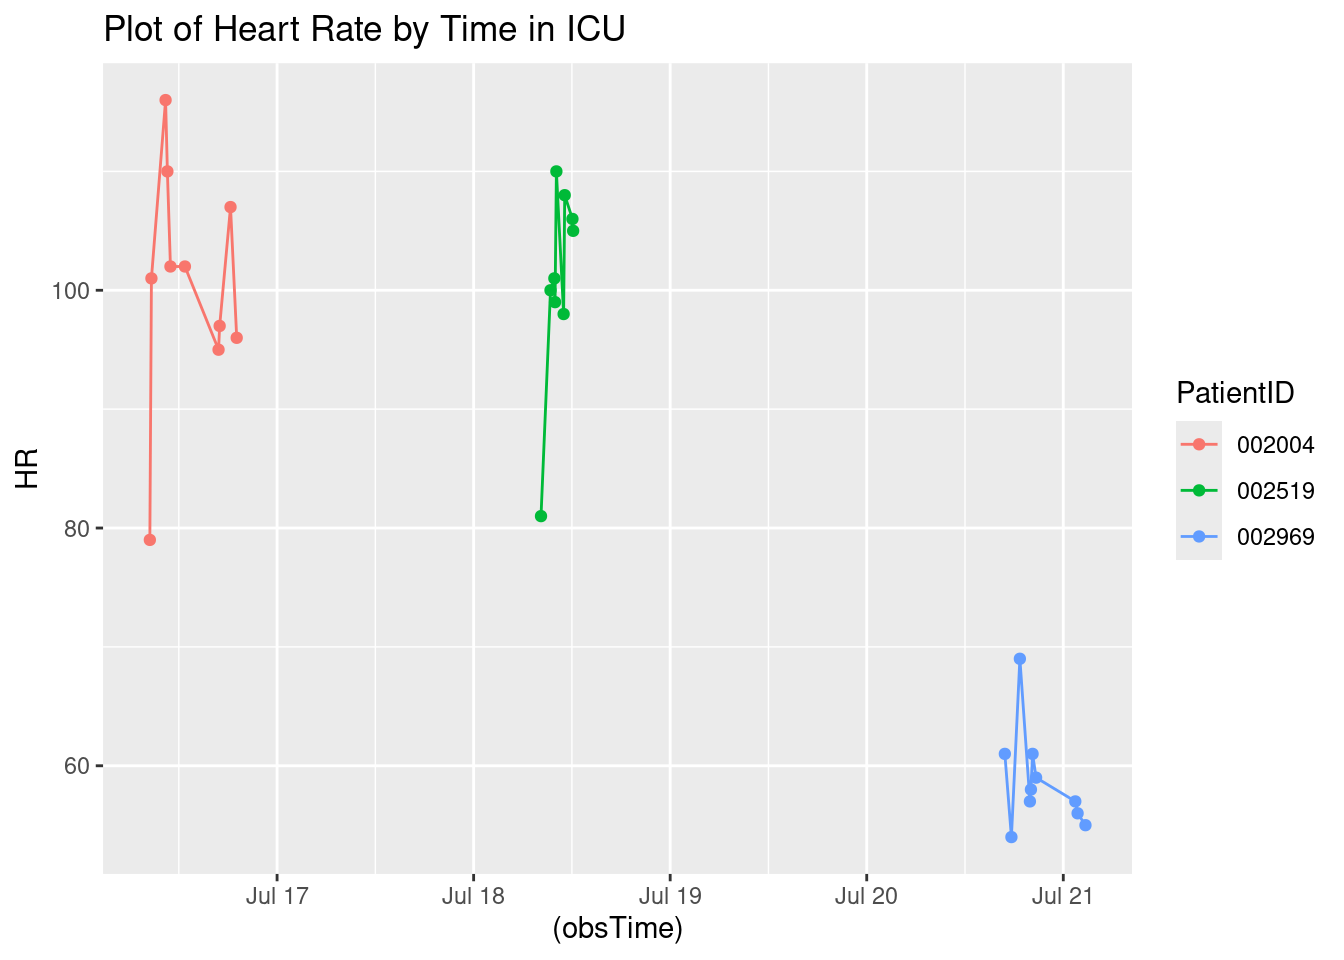 Plot of Heart Rate by Time in ICU
HR
100
80
60
Jul 17
Jul 18
Jul 19
Jul 20
Jul 21
(obsTime)
PatientID
002004
002519
002969